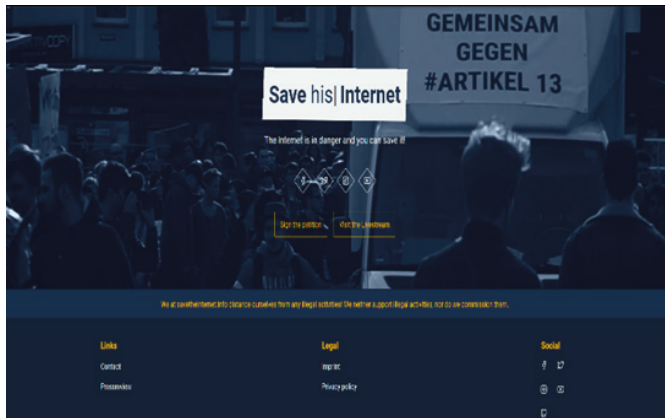 GEMEINSAM
GEGEN
#ARTIKEL 13
Save his| Internet
The Internet is in danger and you can save it!
Sign the petition
Visit the Livestream
We at savetheinternet.info distance ourselves from any illegal activities! We neither support illegal activities, nor do we commission them.
Links
Legal
Social
Contact
Imprint
Privacy policy